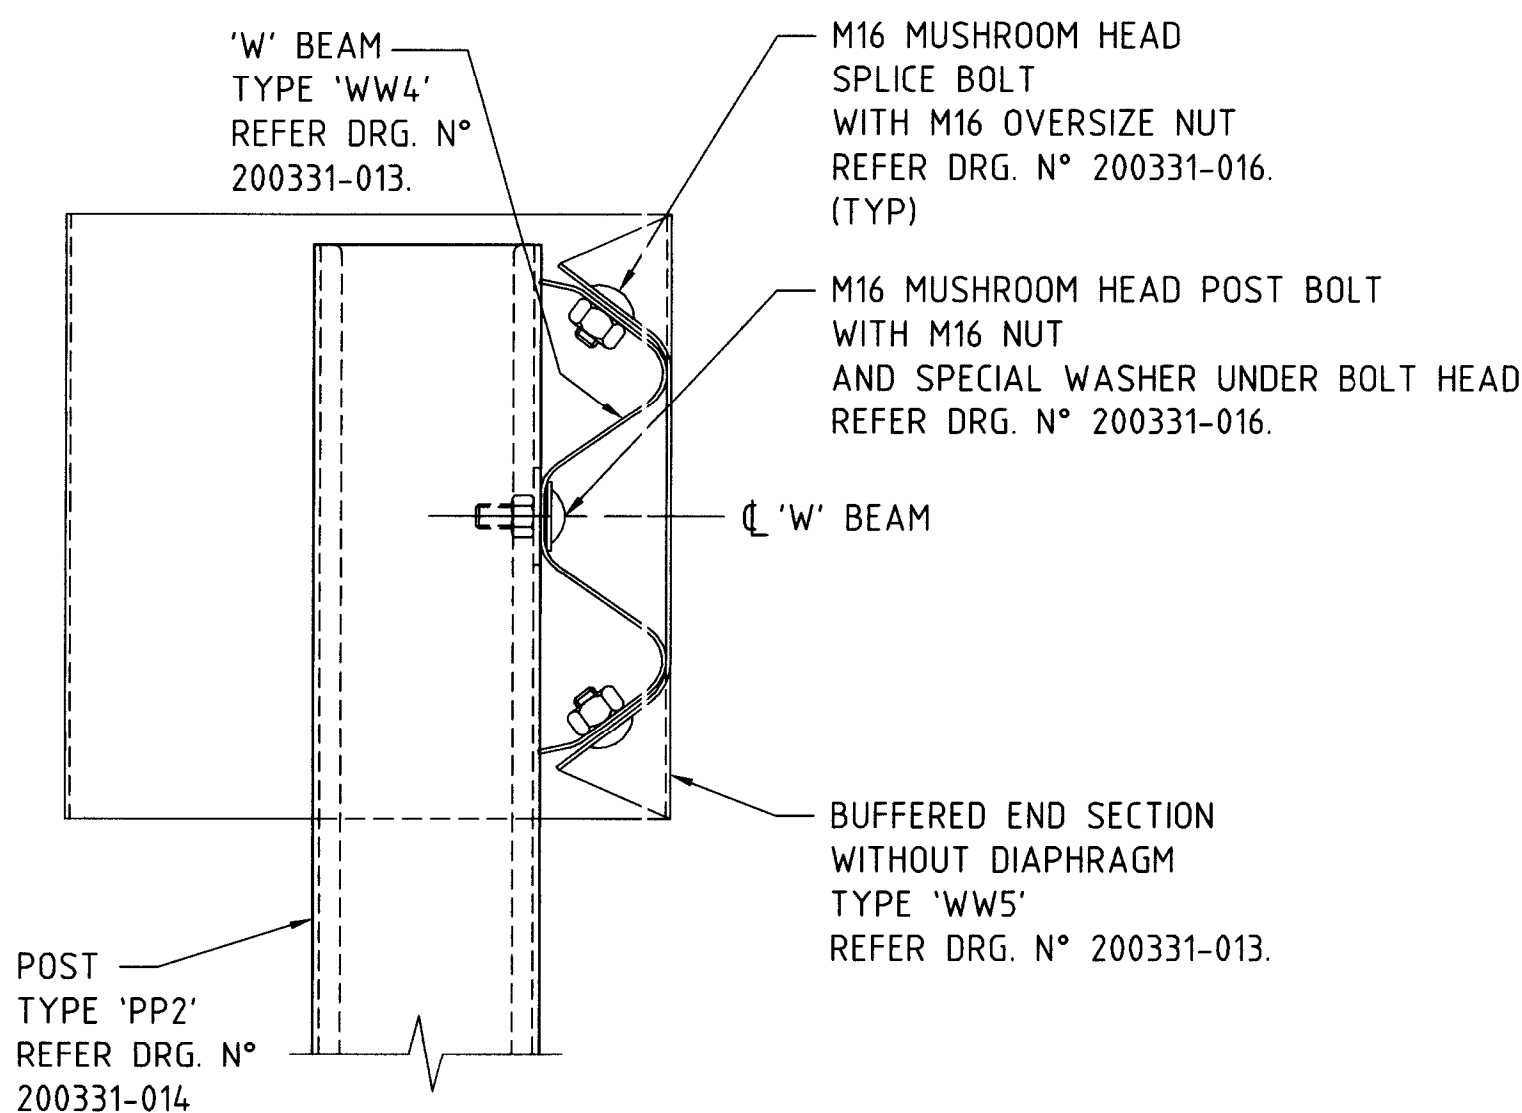 'W' BEAM
TYPE 'WW4'
REFER DRG. N°
200331-013.
M16 MUSHROOM HEAD
SPLICE BOLT
WITH M16 OVERSIZE NUT
REFER DRG. N° 200331-016.
(TYP)
M16 MUSHROOM HEAD POST BOLT
WITH M16 NUT
AND SPECIAL WASHER UNDER BOLT HEAD
REFER DRG. N° 200331-016.
℄ 'W' BEAM
BUFFERED END SECTION
WITHOUT DIAPHRAGM
TYPE 'WW5'
REFER DRG. N° 200331-013.
POST
TYPE 'PP2'
REFER DRG. N°
200331-014